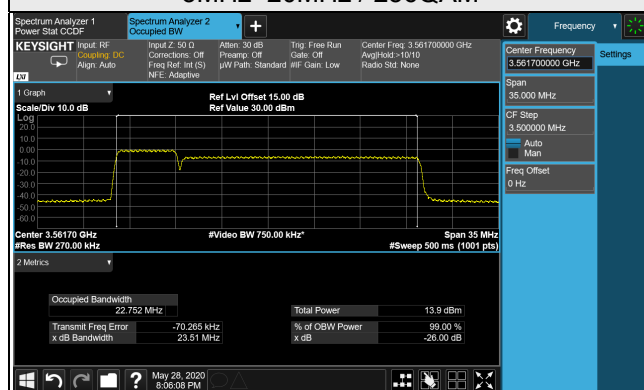 5MHz+20MHz / 256QAM
Spectrum Analyzer 1
Power Stat CCDF
Spectrum Analyzer 2
Occupied BW
Frequency
KEYSIGHT
LXI
Input: RF
Coupling: DC
Align: Auto
Input Z: 50 Ω
Corrections: Off
Freq Ref: Int (S)
NFE: Adaptive
Atten: 30 dB
Preamp: Off
µW Path: Standard
Trig: Free Run
Gate: Off
#IF Gain: Low
Center Freq: 3.561700000 GHz
Avg|Hold:>10/10
Radio Std: None
Center Frequency
3.561700000 GHz
Settings
Span
35.000 MHz
CF Step
3.500000 MHz
Auto
Man
Freq Offset
0 Hz
1 Graph
Scale/Div 10.0 dB
Ref Lvl Offset 15.00 dB
Ref Value 30.00 dBm
Log
20.0
10.0
0.00
-10.0
-20.0
-30.0
-40.0
-50.0
-60.0
Center 3.56170 GHz
#Res BW 270.00 kHz
#Video BW 750.00 kHz*
Span 35 MHz
#Sweep 500 ms (1001 pts)
2 Metrics
Occupied Bandwidth
22.752 MHz
Transmit Freq Error -70.265 kHz
x dB Bandwidth 23.51 MHz
Total Power 13.9 dBm
% of OBW Power 99.00 %
x dB -26.00 dB
May 28, 2020
8:06:08 PM